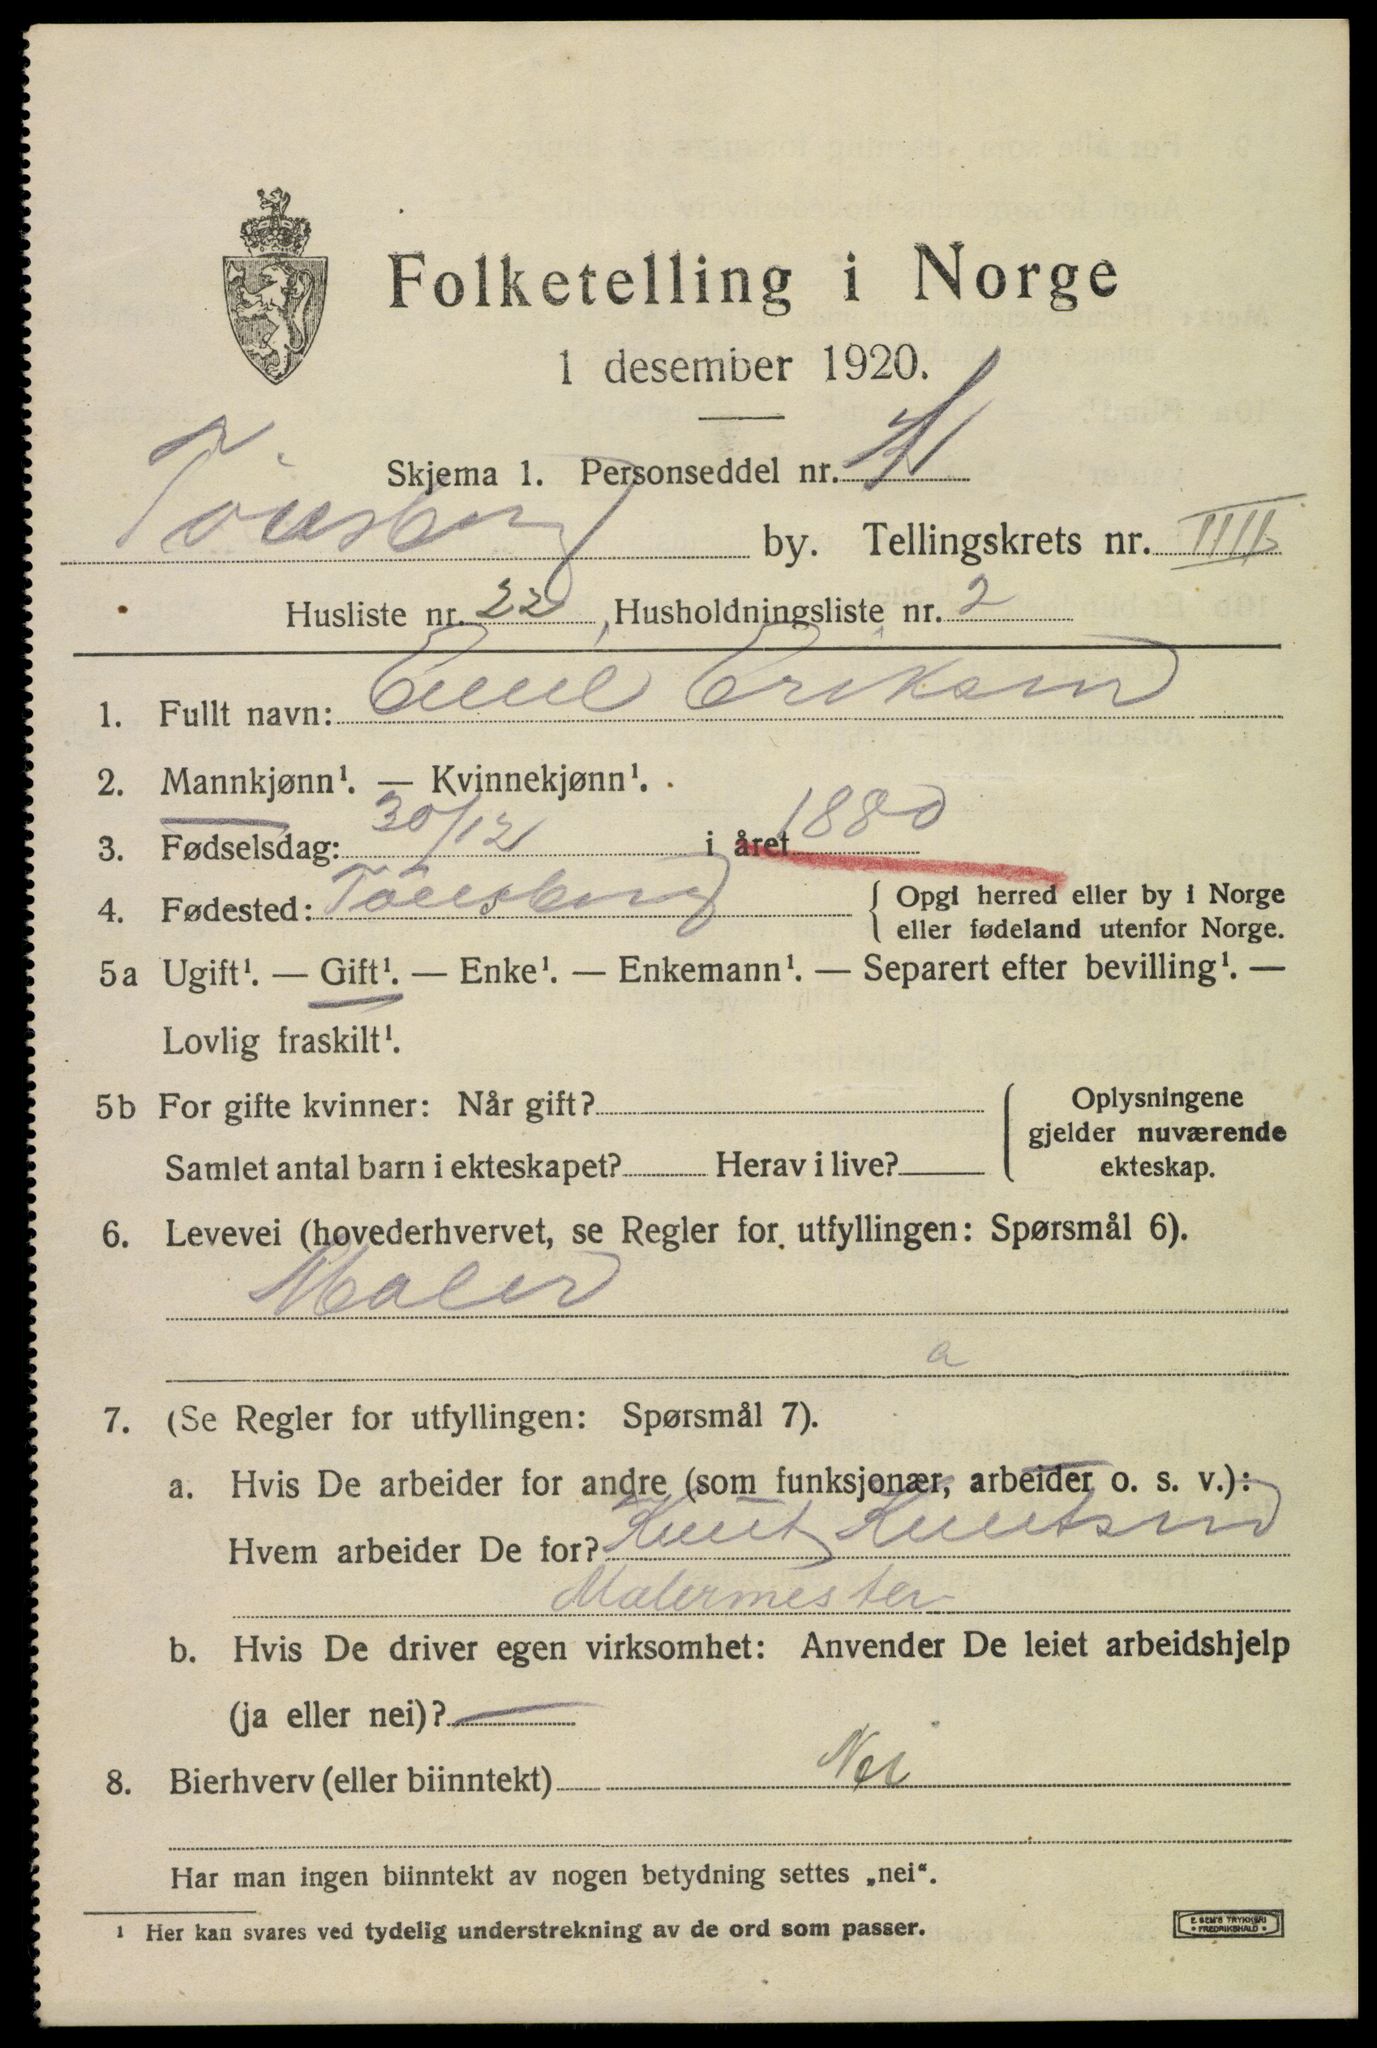 Folketelling i Norge
1 desember 1920.
Skjema 1. Personseddel nr.
Tönsberg by. Tellingskrets nr. IIII
Husliste nr. 22, Husholdningsliste nr. 2
1. Fullt navn: Emil Eriksen
2. Mannkjønn¹. — Kvinnekjønn¹.
3. Fødselsdag: 30/12 i året 1880
4. Fødested: Tönsberg { Opgi herred eller by i Norge
eller fødeland utenfor Norge.
5a Ugift¹. — Gift¹. — Enke¹. — Enkemann¹. — Separert efter bevilling¹. —
Lovlig fraskilt¹.
5b For gifte kvinner: Når gift? { Oplysningene
gjelder nuværende
Samlet antal barn i ekteskapet? Herav i live? ekteskap.
6. Levevei (hovederhvervet, se Regler for utfyllingen: Spørsmål 6).
Maler
a
7. (Se Regler for utfyllingen: Spørsmål 7).
a. Hvis De arbeider for andre (som funksjonær, arbeider o. s. v.):
Hvem arbeider De for? Knut Knutsen
Malermester
b. Hvis De driver egen virksomhet: Anvender De leiet arbeidshjelp
(ja eller nei)? —
8. Bierhverv (eller biinntekt) Nei
Har man ingen biinntekt av nogen betydning settes „nei“.
¹ Her kan svares ved tydelig understrekning av de ord som passer.
E. SEM'S TRYKKERI
• FREDRIKSHALD •